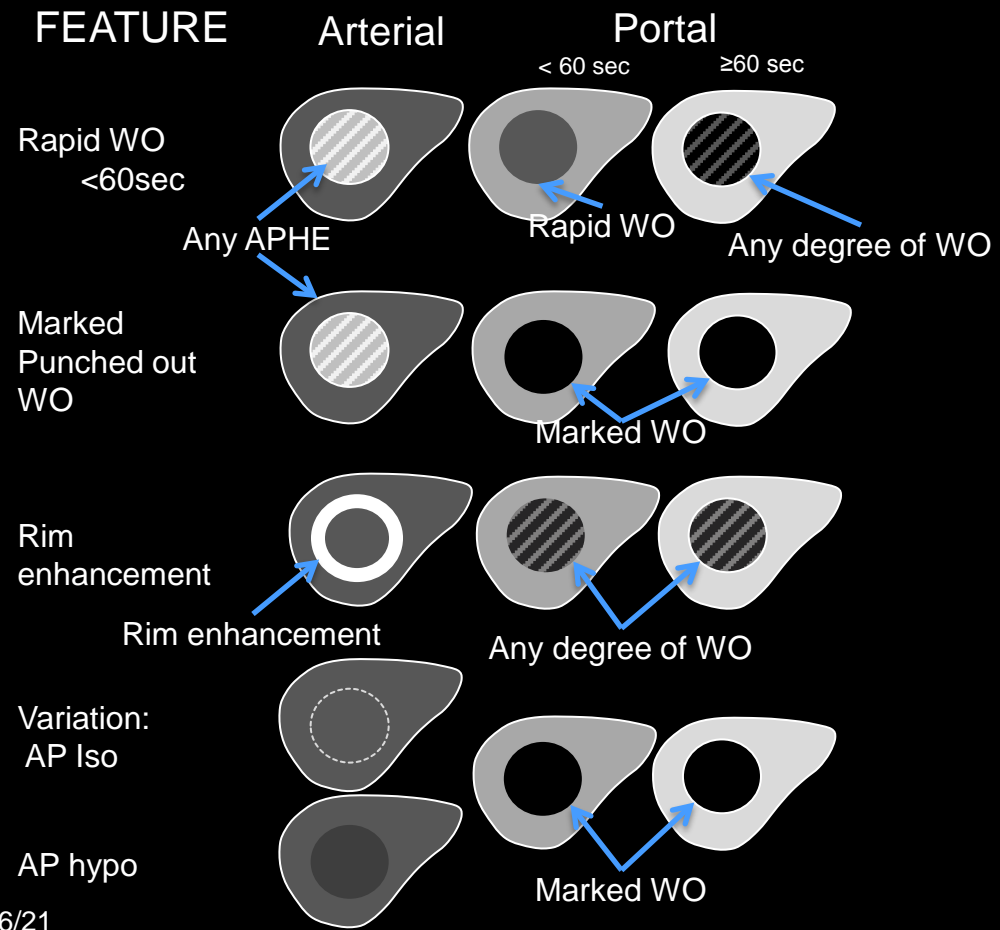 FEATURE
Arterial
Portal
< 60 sec
≥60 sec
Rapid WO
<60sec
Any APHE
Rapid WO
Any degree of WO
Marked
Punched out
WO
Marked WO
Rim
enhancement
Rim enhancement
Any degree of WO
Variation:
AP Iso
AP hypo
Marked WO
6/21